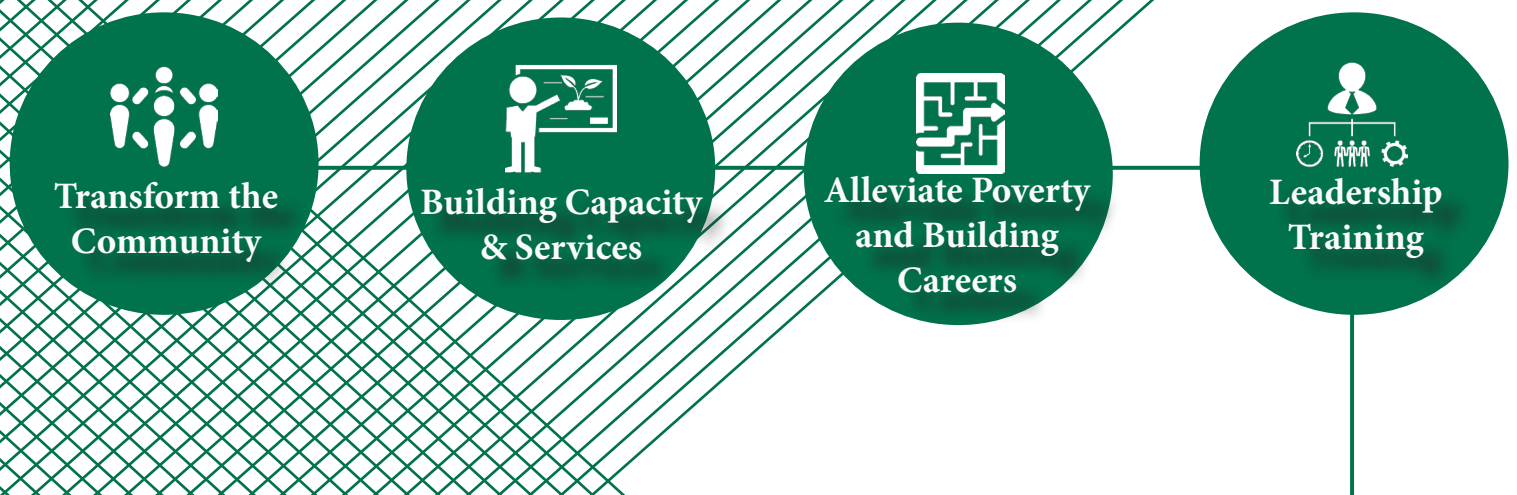 Transform the
Community
Building Capacity
& Services
Alleviate Poverty
and Building
Careers
Leadership
Training